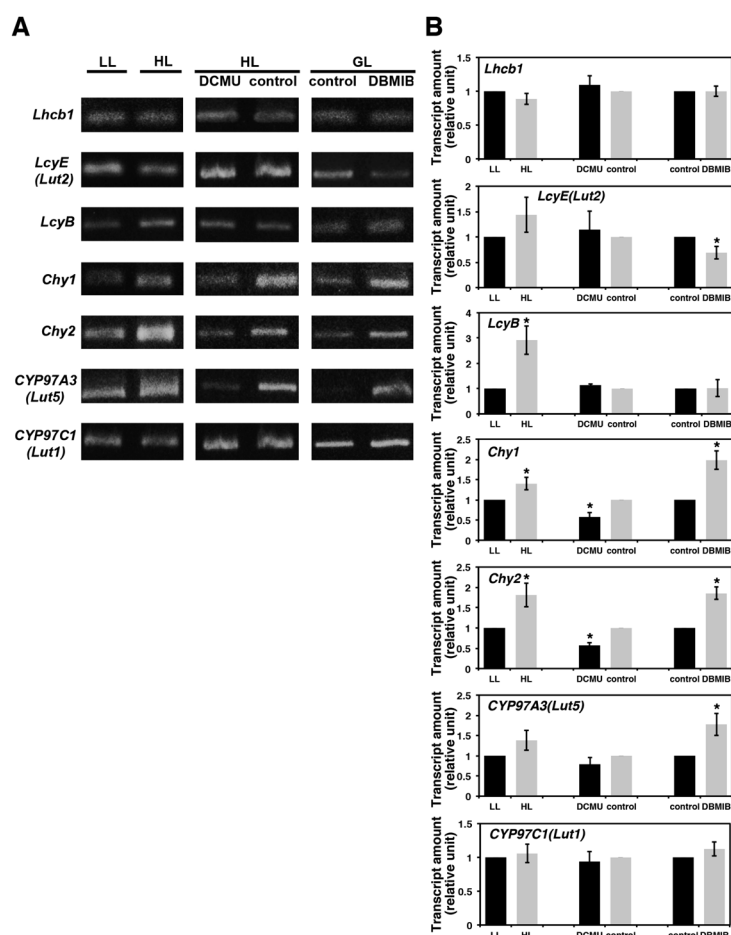 A
LL HL HL GL
DCMU control control DBMIB
Lhcb1
LcyE
(Lut2)
LcyB
Chy1
Chy2
CYP97A3
(Lut5)
CYP97C1
(Lut1)
B
Transcript amount
(relative unit)
Lhcb1
1.5
1
0.5
0
LL HL DCMU control control DBMIB
Transcript amount
(relative unit)
LcyE(Lut2)
2
1.5
1
0.5
0
*
LL HL DCMU control control DBMIB
Transcript amount
(relative unit)
LcyB
4
3
2
1
0
*
LL HL DCMU control control DBMIB
Transcript amount
(relative unit)
Chy1
2.5
2
1.5
1
0.5
0
* * *
LL HL DCMU control control DBMIB
Transcript amount
(relative unit)
Chy2
2.5
2
1.5
1
0.5
0
* * *
LL HL DCMU control control DBMIB
Transcript amount
(relative unit)
CYP97A3(Lut5)
2.5
2
1.5
1
0.5
0
*
LL HL DCMU control control DBMIB
Transcript amount
(relative unit)
CYP97C1(Lut1)
1.5
1
0.5
0
LL HL DCMU control control DBMIB